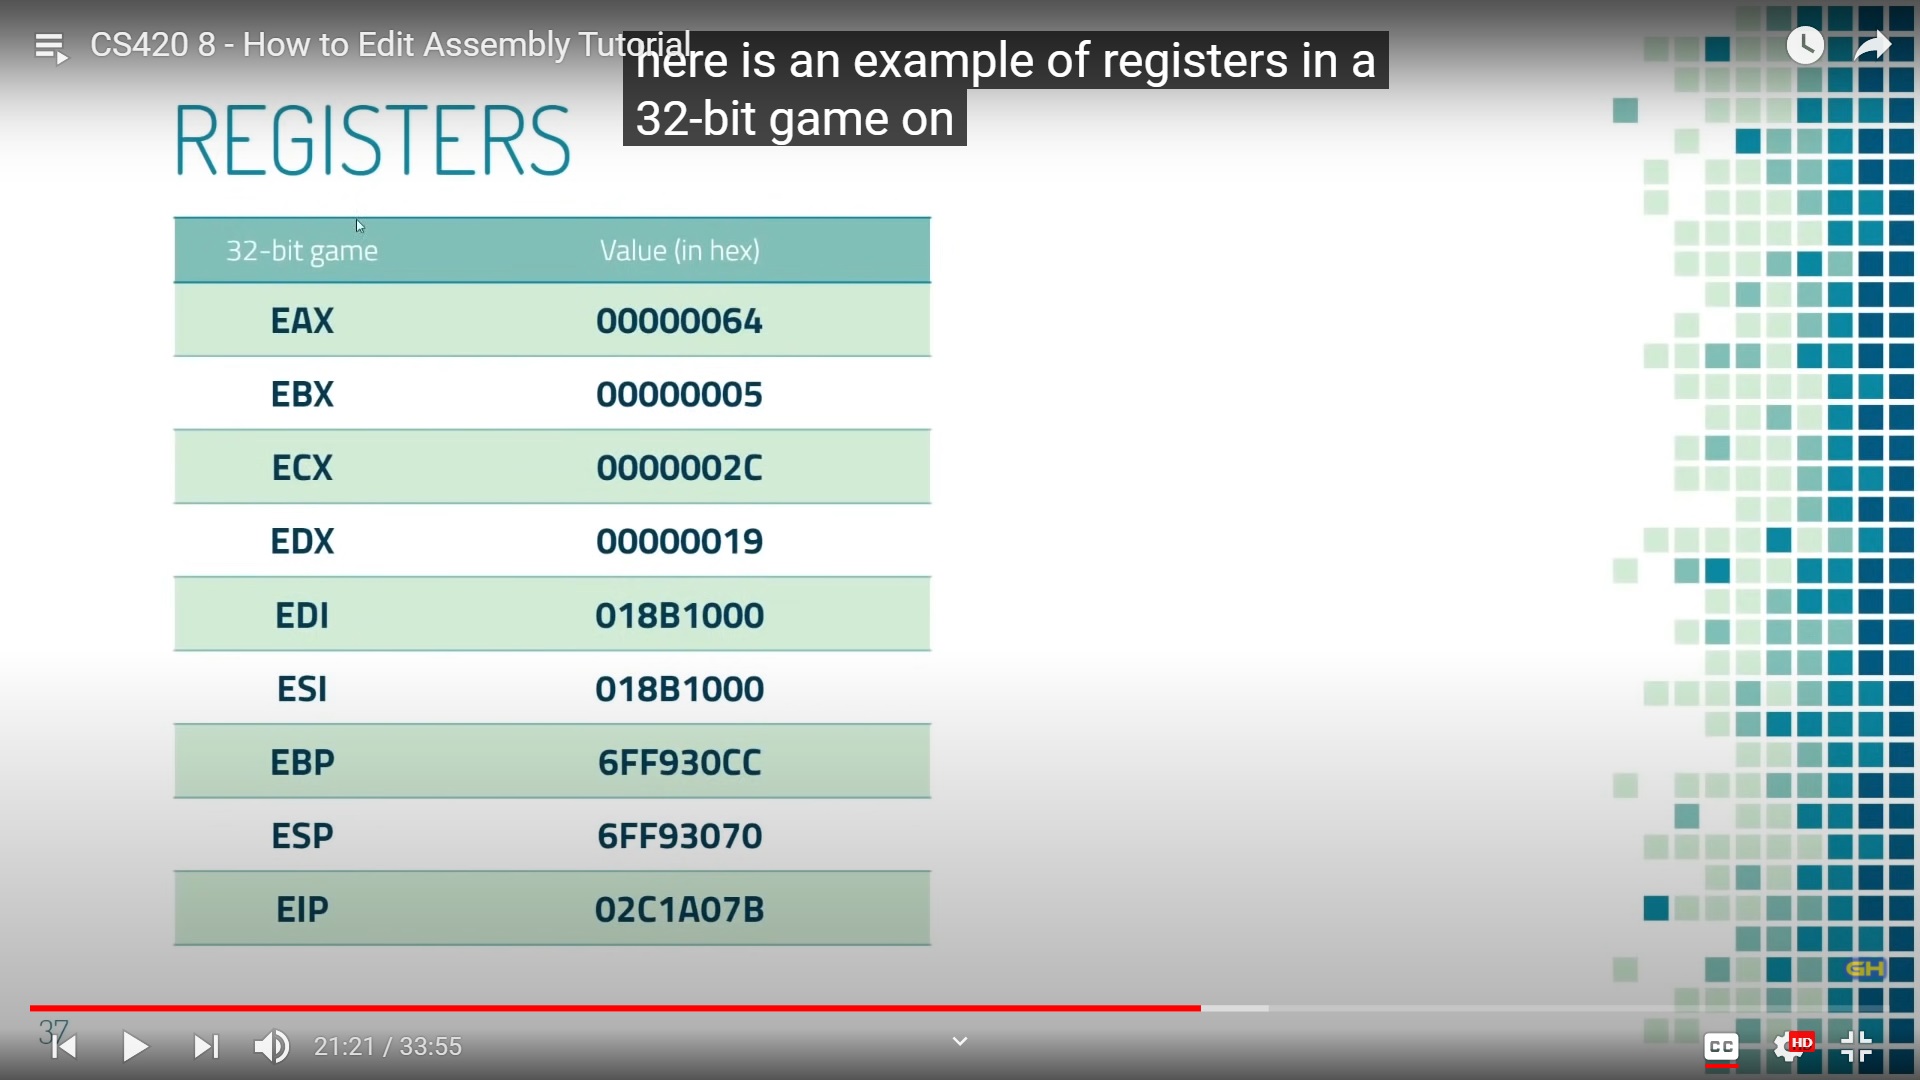 CS420 8 - How to Edit Assembly Tutorial
here is an example of registers in a
32-bit game on
REGISTERS
32-bit game Value (in hex)
EAX 00000064
EBX 00000005
ECX 0000002C
EDX 00000019
EDI 018B1000
ESI 018B1000
EBP 6FF930CC
ESP 6FF93070
EIP 02C1A07B
GH
37
21:21 / 33:55
CC
HD